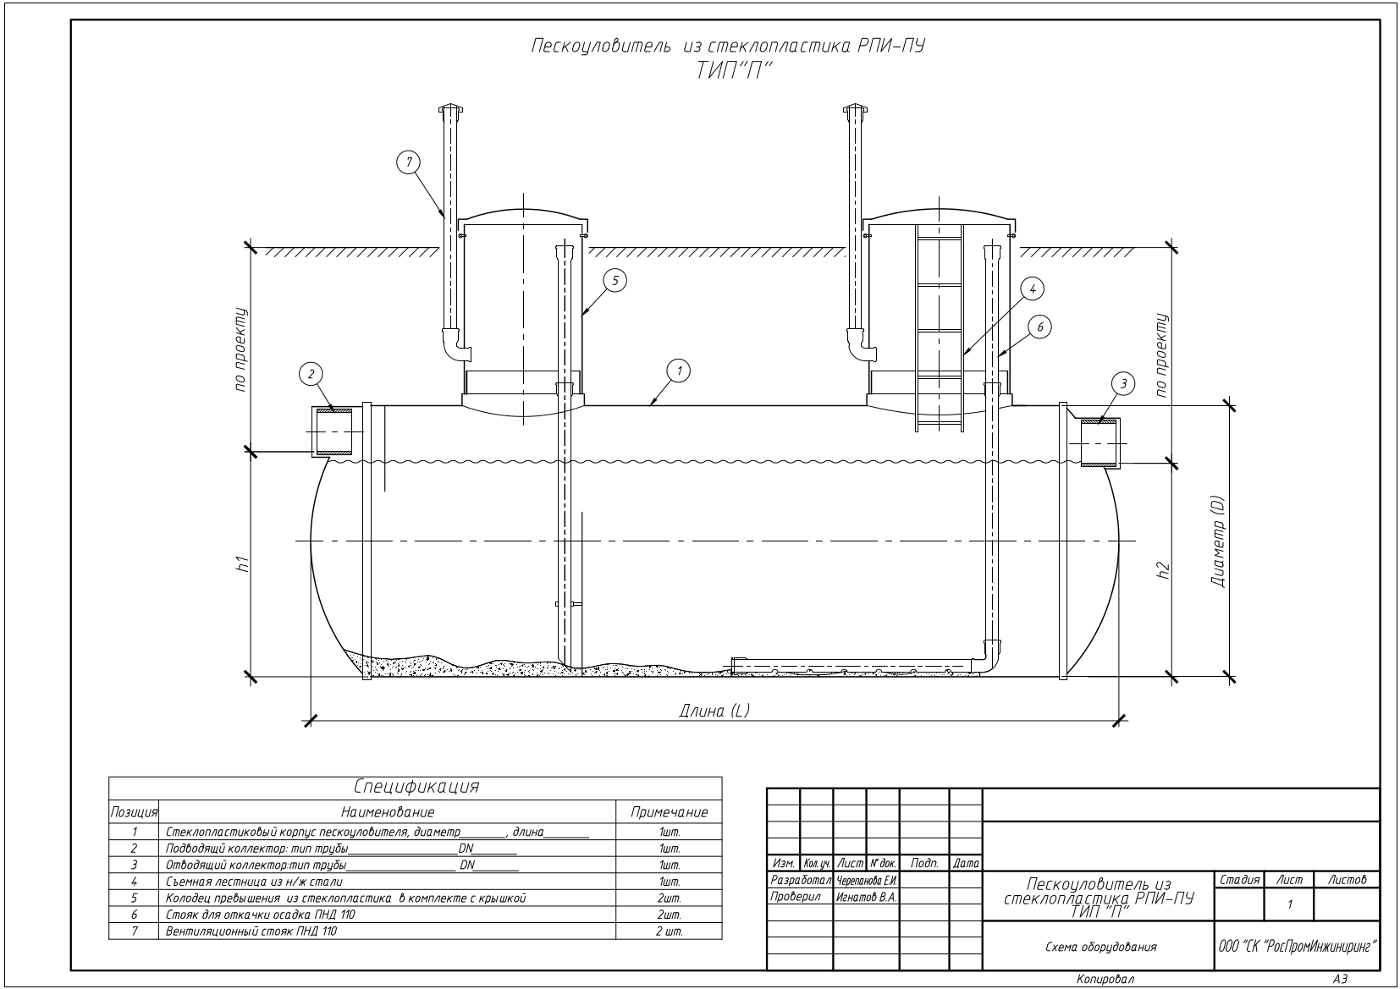 Пескоуловитель из стеклопластика РПИ-ПУ
ТИП"П"
7
5
4
6
2
1
3
по проекту
по проекту
h1
h2
Диаметр (D)
Длина (L)
Спецификация
Позиция Наименование Примечание
1 Стеклопластиковый корпус пескоуловителя, диаметр________, длина________ 1шт.
2 Подводящй коллектор: тип трубы____________________ DN________ 1шт.
3 Отводящий коллектор:тип трубы____________________ DN________ 1шт.
4 Съемная лестница из н/ж стали 1шт.
5 Колодец превышения из стеклопластика в комплекте с крышкой 2шт.
6 Стояк для откачки осадка ПНД 110 2шт.
7 Вентиляционный стояк ПНД 110 2 шт.
Изм. Кол.уч. Лист № док. Подп. Дата
Разработал Черепанова Е.И.
Проверил Игнатов В.А.
Пескоуловитель из
стеклопластика РПИ-ПУ
ТИП "П"
Стадия Лист Листов
1
Схема оборудования
ООО "СК "РосПромИнжиниринг"
Копировал А3